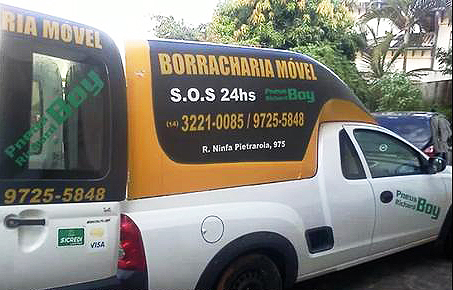 RIA MÓVEL
Pneus
Richard
Boy
9725-5848
SICREDI
VISA
BORRACHARIA MÓVEL
S.O.S 24hs
Pneus
Richard
Boy
(14) 3221-0085 / 9725-5848
R. Ninfa Pietraroia, 975
Pneus
Richard
Boy